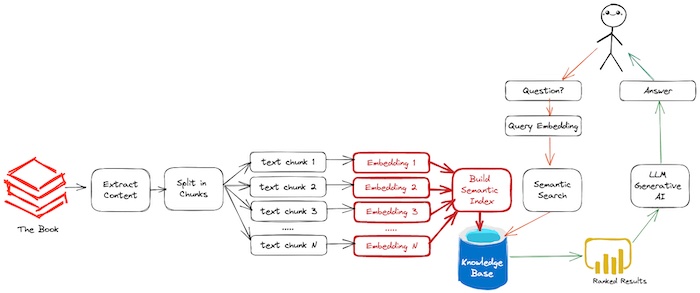 The Book
Extract
Content
Split in
Chunks
text chunk 1
text chunk 2
text chunk 3
.....
text chunk N
Embedding 1
Embedding 2
Embedding 3
.....
Embedding N
Build
Semantic
Index
Knowledge
Base
Question?
Query Embedding
Semantic
Search
Ranked Results
LLM
Generative
AI
Answer